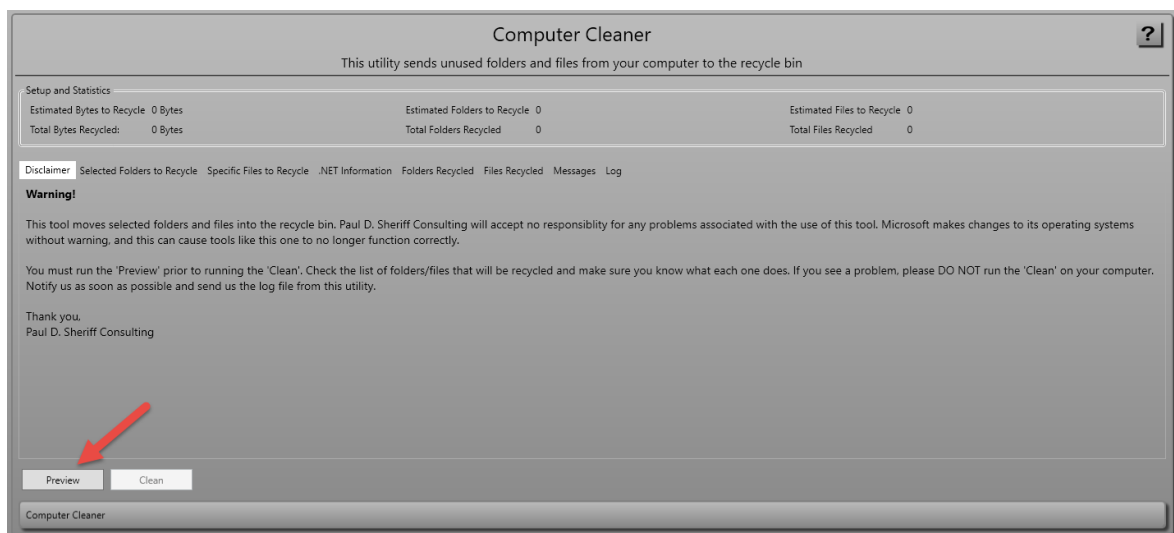 Computer Cleaner
?
This utility sends unused folders and files from your computer to the recycle bin
Setup and Statistics
Estimated Bytes to Recycle 0 Bytes Estimated Folders to Recycle 0 Estimated Files to Recycle 0
Total Bytes Recycled: 0 Bytes Total Folders Recycled 0 Total Files Recycled 0
Disclaimer Selected Folders to Recycle Specific Files to Recycle .NET Information Folders Recycled Files Recycled Messages Log
Warning!
This tool moves selected folders and files into the recycle bin. Paul D. Sheriff Consulting will accept no responsiblity for any problems associated with the use of this tool. Microsoft makes changes to its operating systems
without warning, and this can cause tools like this one to no longer function correctly.
You must run the 'Preview' prior to running the 'Clean'. Check the list of folders/files that will be recycled and make sure you know what each one does. If you see a problem, please DO NOT run the 'Clean' on your computer.
Notify us as soon as possible and send us the log file from this utility.
Thank you,
Paul D. Sheriff Consulting
Preview Clean
Computer Cleaner